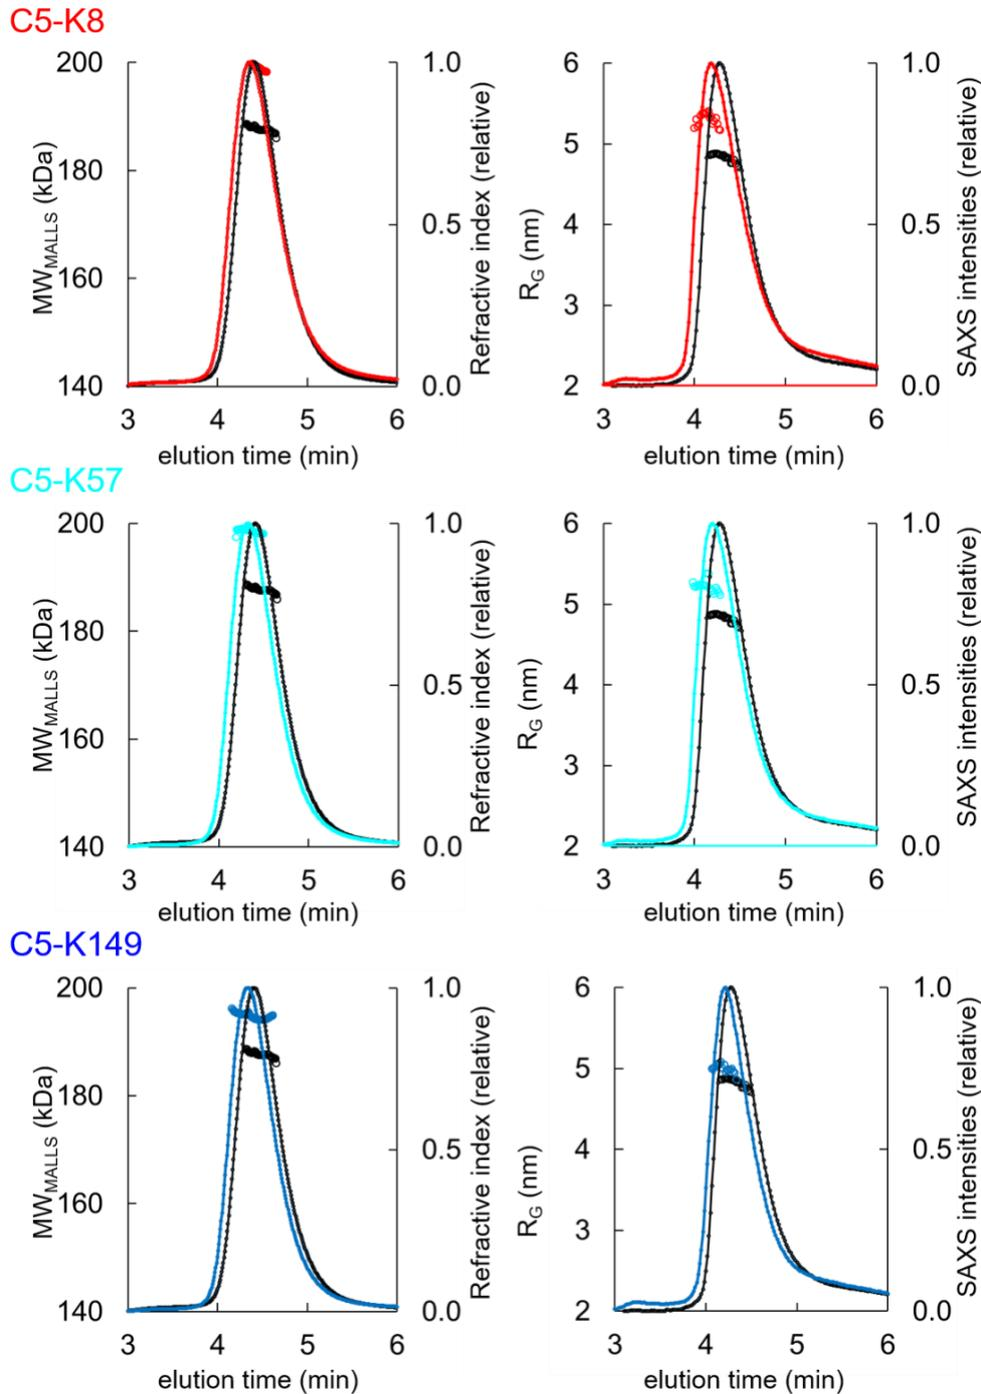 C5-K8
200
180
160
140
MW_MALLS (kDa)
3 4 5 6
elution time (min)
1.0
0.5
0.0
Refractive index (relative)
6
5
4
3
2
R_G (nm)
3 4 5 6
elution time (min)
1.0
0.5
0.0
SAXS intensities (relative)
C5-K57
200
180
160
140
MW_MALLS (kDa)
3 4 5 6
elution time (min)
1.0
0.5
0.0
Refractive index (relative)
6
5
4
3
2
R_G (nm)
3 4 5 6
elution time (min)
1.0
0.5
0.0
SAXS intensities (relative)
C5-K149
200
180
160
140
MW_MALLS (kDa)
3 4 5 6
elution time (min)
1.0
0.5
0.0
Refractive index (relative)
6
5
4
3
2
R_G (nm)
3 4 5 6
elution time (min)
1.0
0.5
0.0
SAXS intensities (relative)